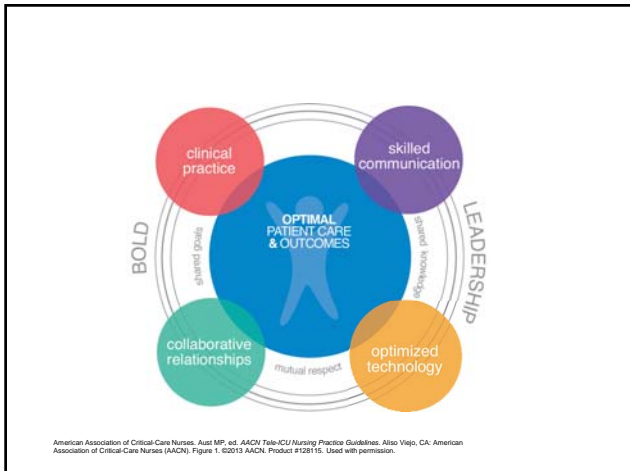 clinical
practice
skilled
communication
OPTIMAL
PATIENT CARE
& OUTCOMES
BOLD
shared goals
shared knowledge
LEADERSHIP
collaborative
relationships
mutual respect
optimized
technology
American Association of Critical-Care Nurses. Aust MP, ed. AACN Tele-ICU Nursing Practice Guidelines. Aliso Viejo, CA: American
Association of Critical-Care Nurses (AACN). Figure 1. ©2013 AACN. Product #128115. Used with permission.